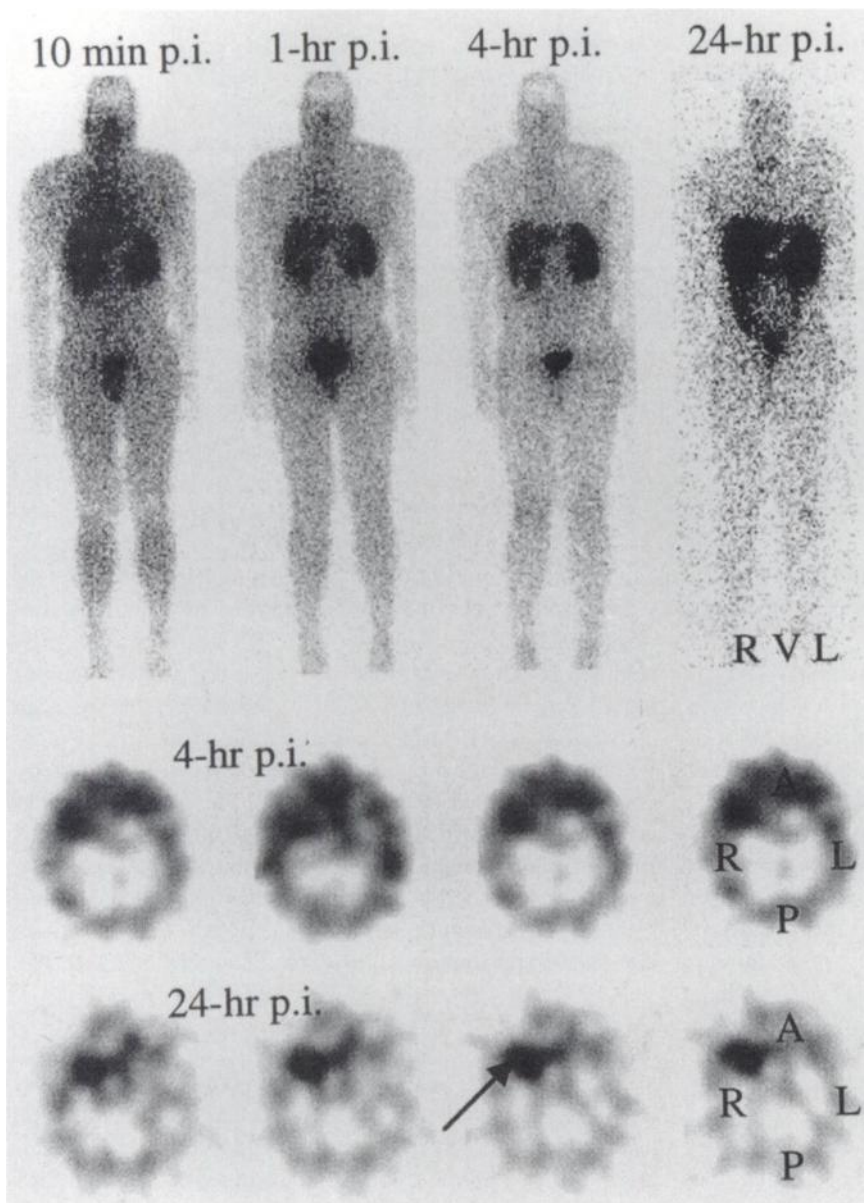 10 min p.i. 1-hr p.i. 4-hr p.i. 24-hr p.i.
R V L
4-hr p.i.
A
R L
P
24-hr p.i.
A
R L
P